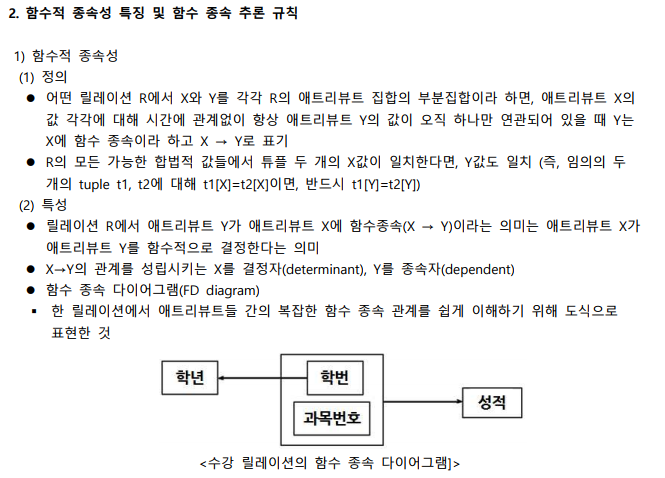 2. 함수적 종속성 특징 및 함수 종속 추론 규칙
1) 함수적 종속성
(1) 정의
● 어떤 릴레이션 R에서 X와 Y를 각각 R의 애트리뷰트 집합의 부분집합이라 하면, 애트리뷰트 X의
값 각각에 대해 시간에 관계없이 항상 애트리뷰트 Y의 값이 오직 하나만 연관되어 있을 때 Y는
X에 함수 종속이라 하고 X → Y로 표기
● R의 모든 가능한 합법적 값들에서 튜플 두 개의 X값이 일치한다면, Y값도 일치 (즉, 임의의 두
개의 tuple t1, t2에 대해 t1[X]=t2[X]이면, 반드시 t1[Y]=t2[Y])
(2) 특성
● 릴레이션 R에서 애트리뷰트 Y가 애트리뷰트 X에 함수종속(X → Y)이라는 의미는 애트리뷰트 X가
애트리뷰트 Y를 함수적으로 결정한다는 의미
● X→Y의 관계를 성립시키는 X를 결정자(determinant), Y를 종속자(dependent)
● 함수 종속 다이어그램(FD diagram)
▪ 한 릴레이션에서 애트리뷰트들 간의 복잡한 함수 종속 관계를 쉽게 이해하기 위해 도식으로
표현한 것
학년
학번
과목번호
성적
<수강 릴레이션의 함수 종속 다이어그램]>